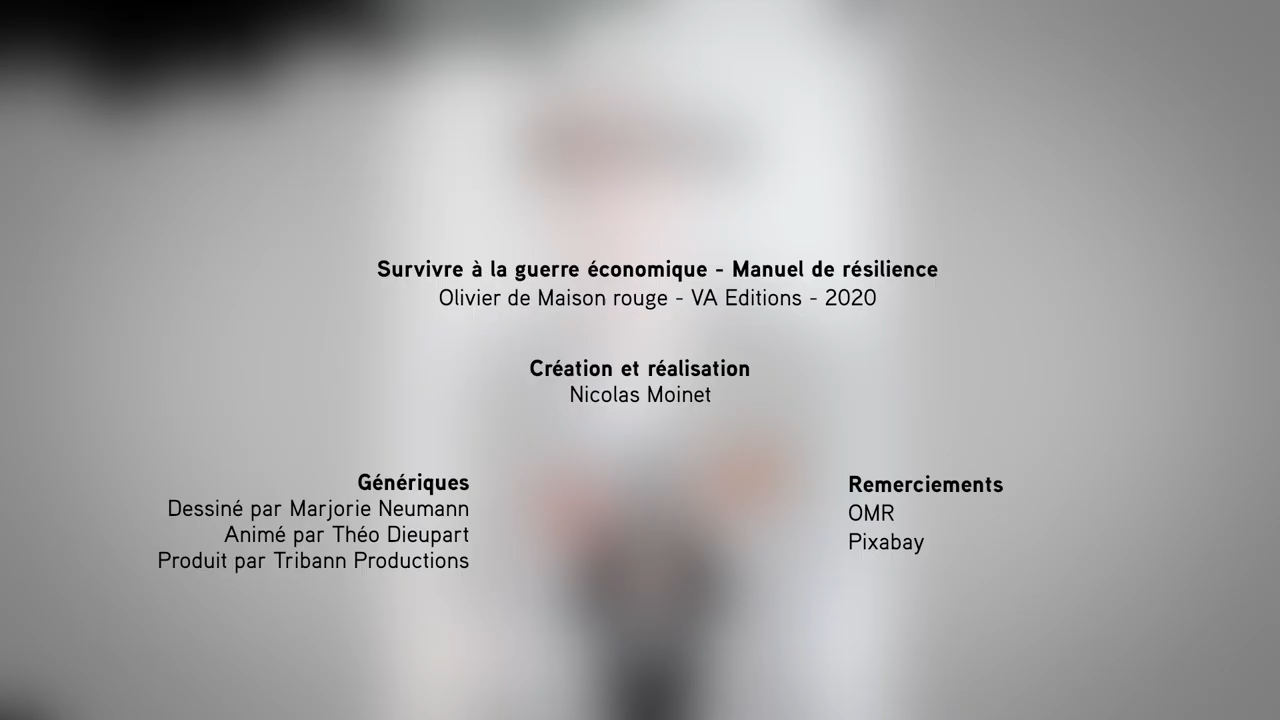 Survivre à la guerre économique - Manuel de résilience
Olivier de Maison rouge - VA Editions - 2020
Création et réalisation
Nicolas Moinet
Génériques
Dessiné par Marjorie Neumann
Animé par Théo Dieupart
Produit par Tribann Productions
Remerciements
OMR
Pixabay